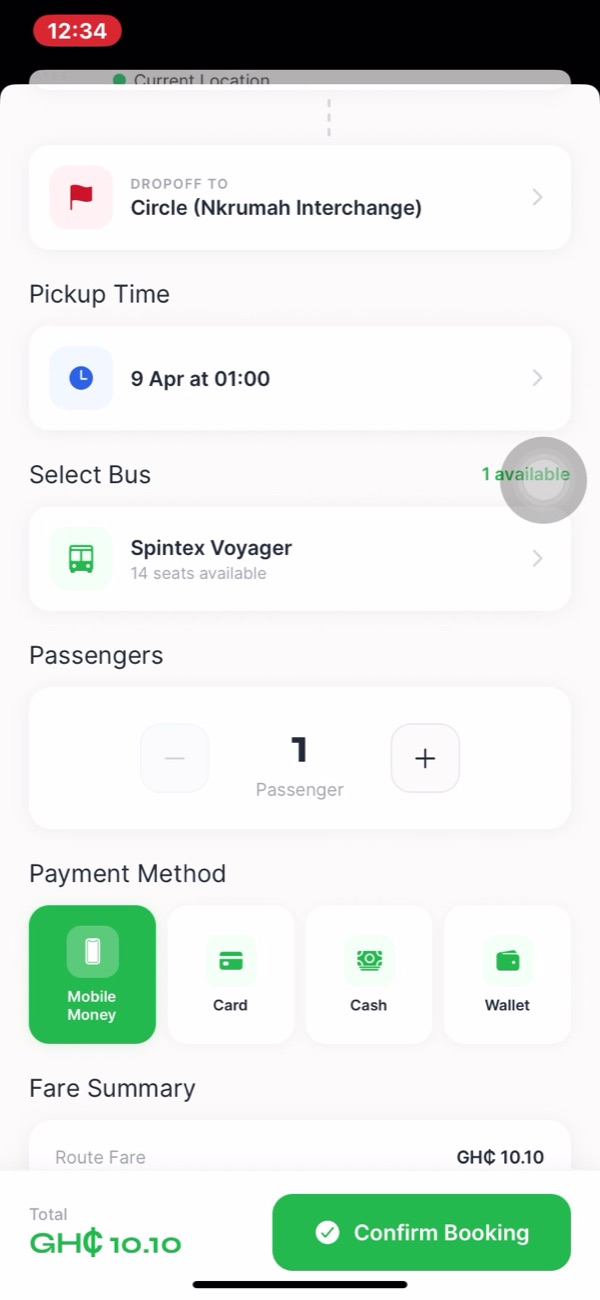 12:34
Current Location
DROPOFF TO
Circle (Nkrumah Interchange)
Pickup Time
9 Apr at 01:00
Select Bus
1 available
Spintex Voyager
14 seats available
Passengers
1
Passenger
Payment Method
Mobile
Money
Card
Cash
Wallet
Fare Summary
Route Fare
GH₵ 10.10
Total
GH₵ 10.10
Confirm Booking